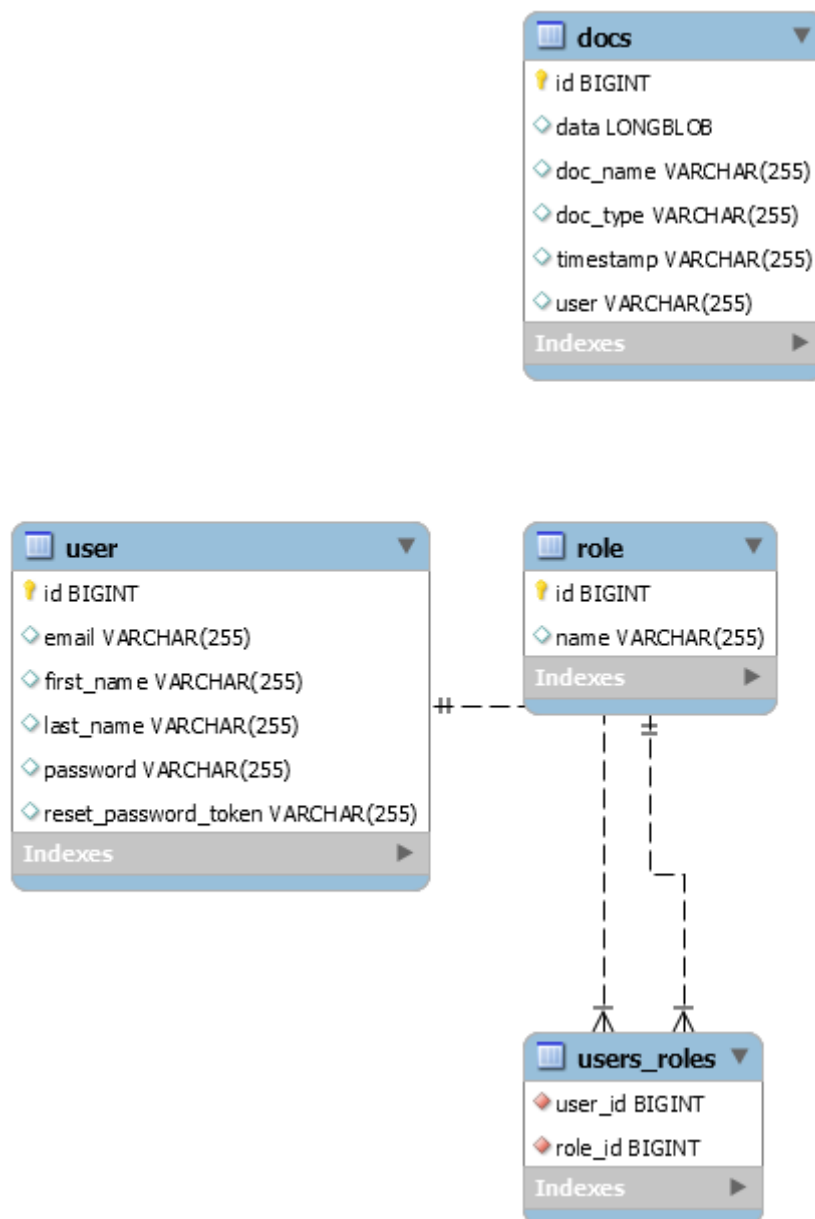 docs
id BIGINT
data LONGBLOB
doc_name VARCHAR(255)
doc_type VARCHAR(255)
timestamp VARCHAR(255)
user VARCHAR(255)
Indexes
user
id BIGINT
email VARCHAR(255)
first_name VARCHAR(255)
last_name VARCHAR(255)
password VARCHAR(255)
reset_password_token VARCHAR(255)
Indexes
role
id BIGINT
name VARCHAR(255)
Indexes
users_roles
user_id BIGINT
role_id BIGINT
Indexes